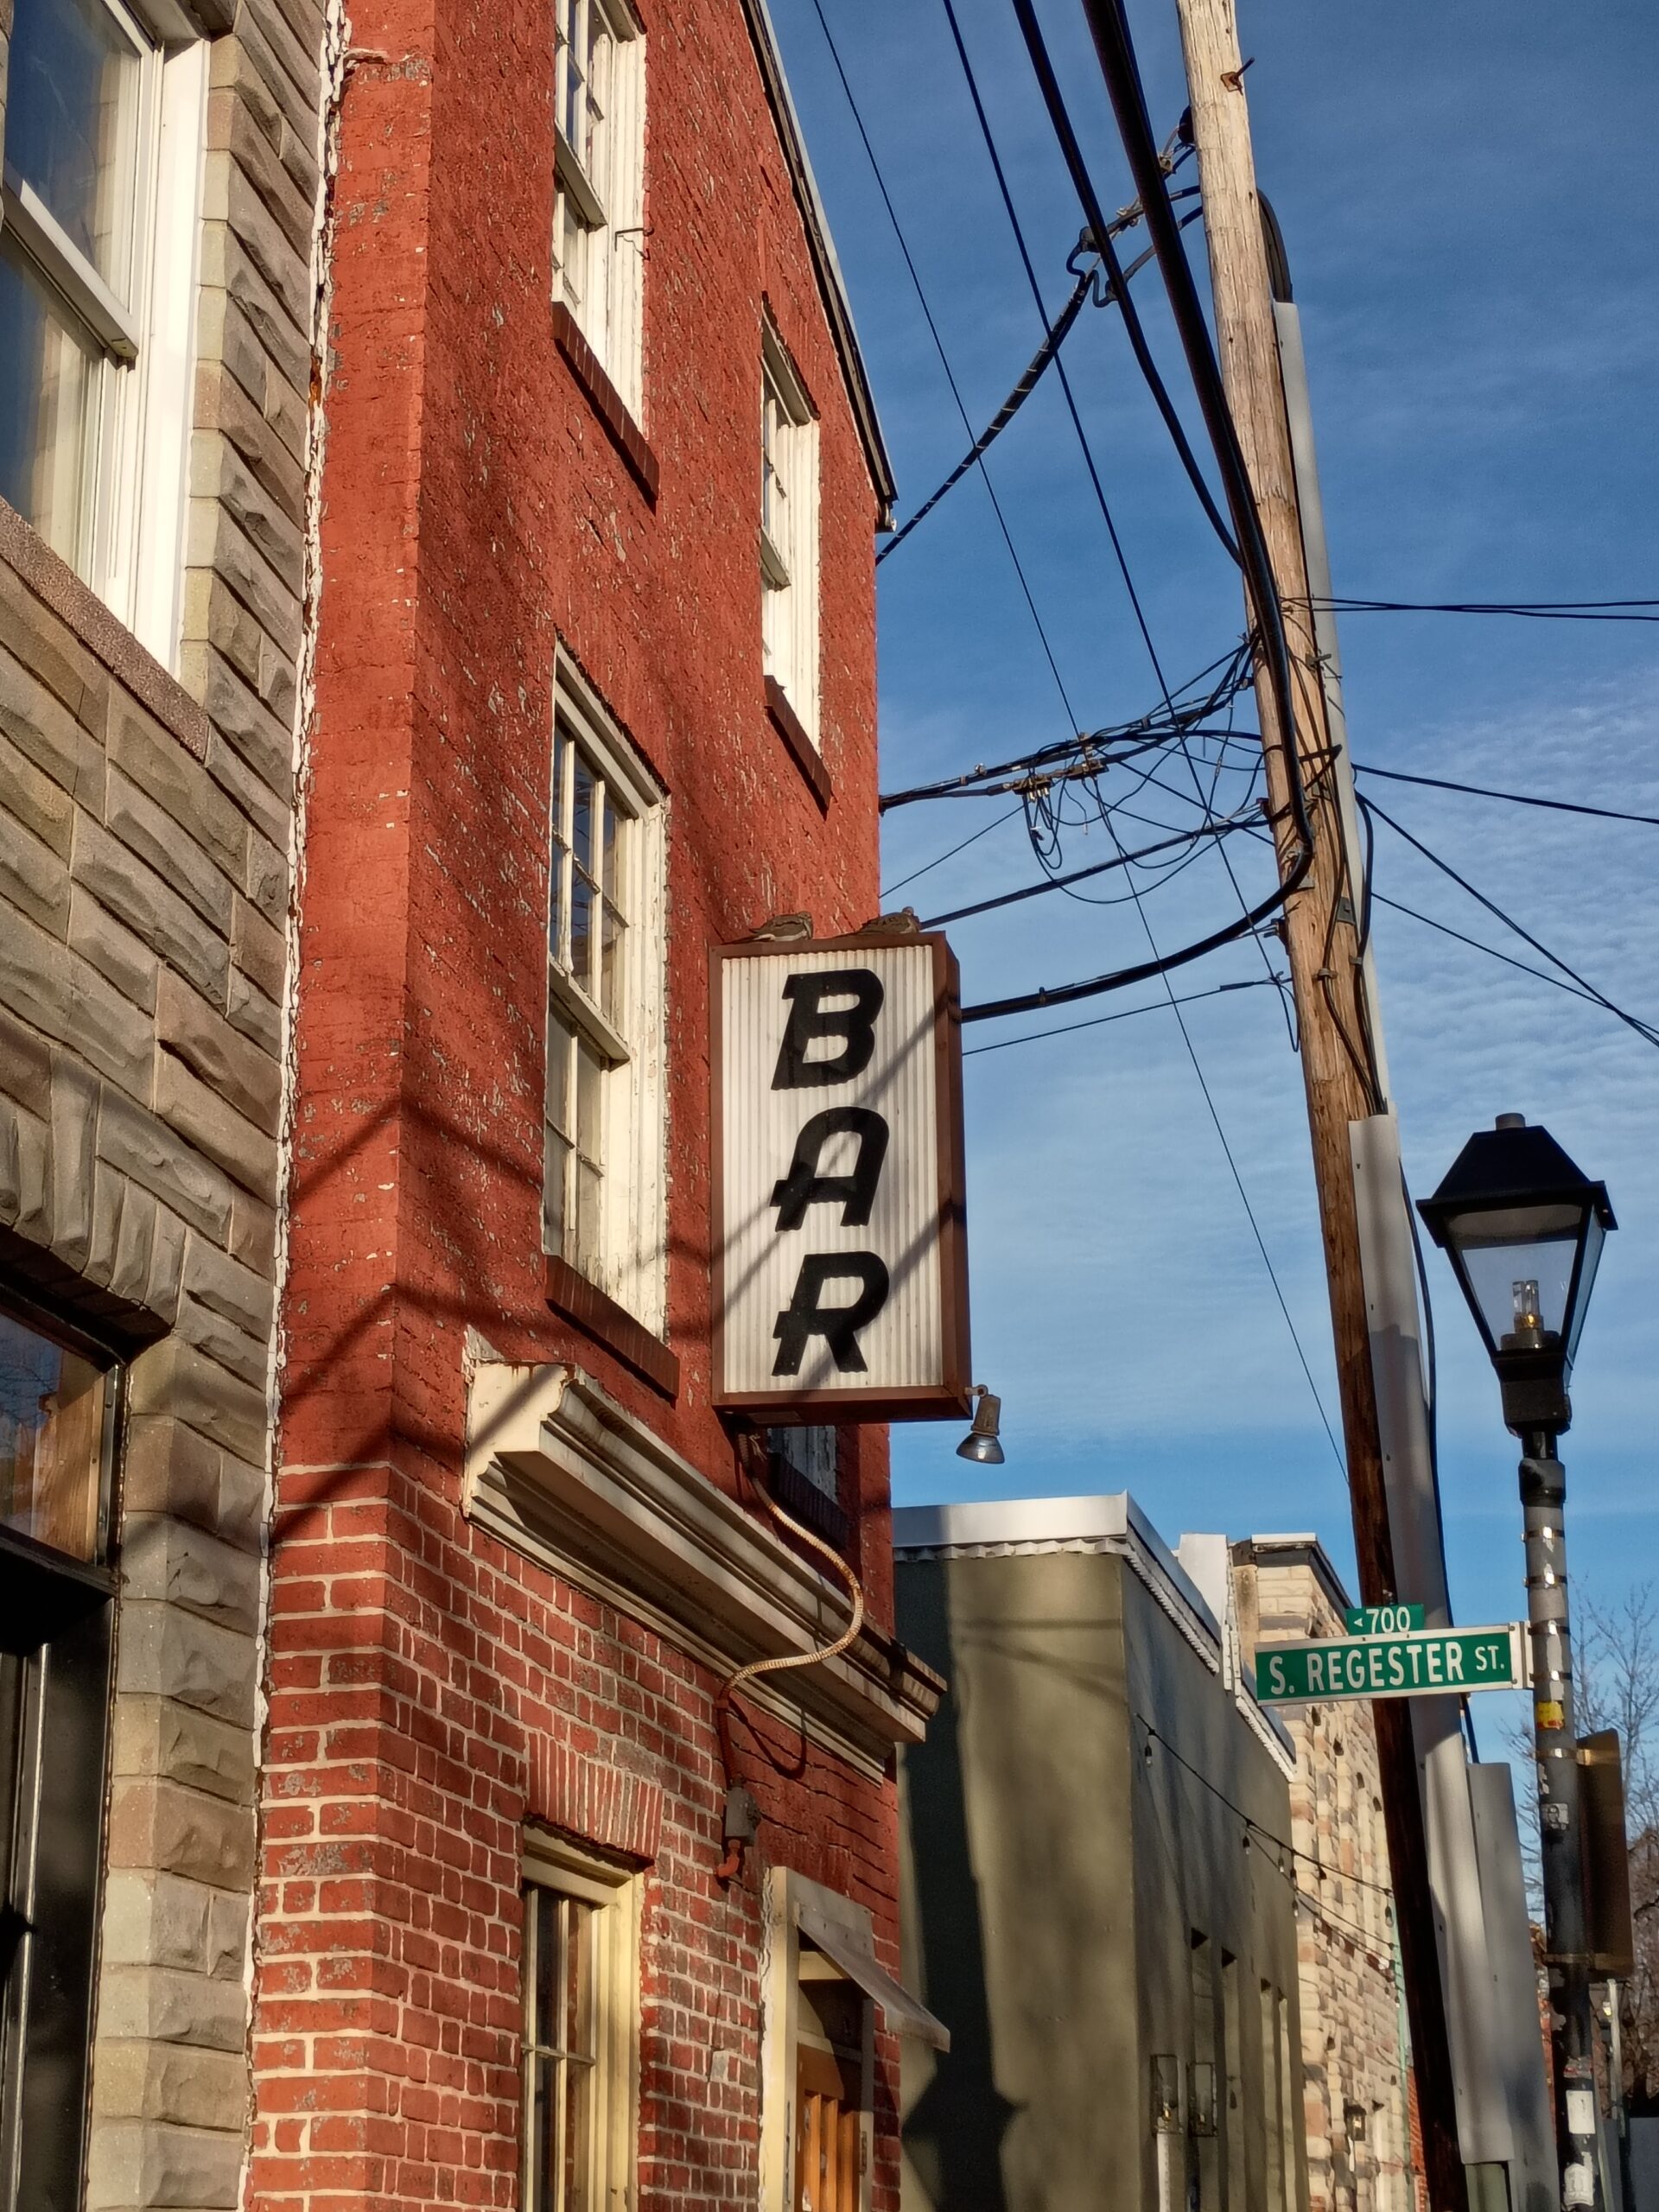 BAR
700
S. REGESTER ST.